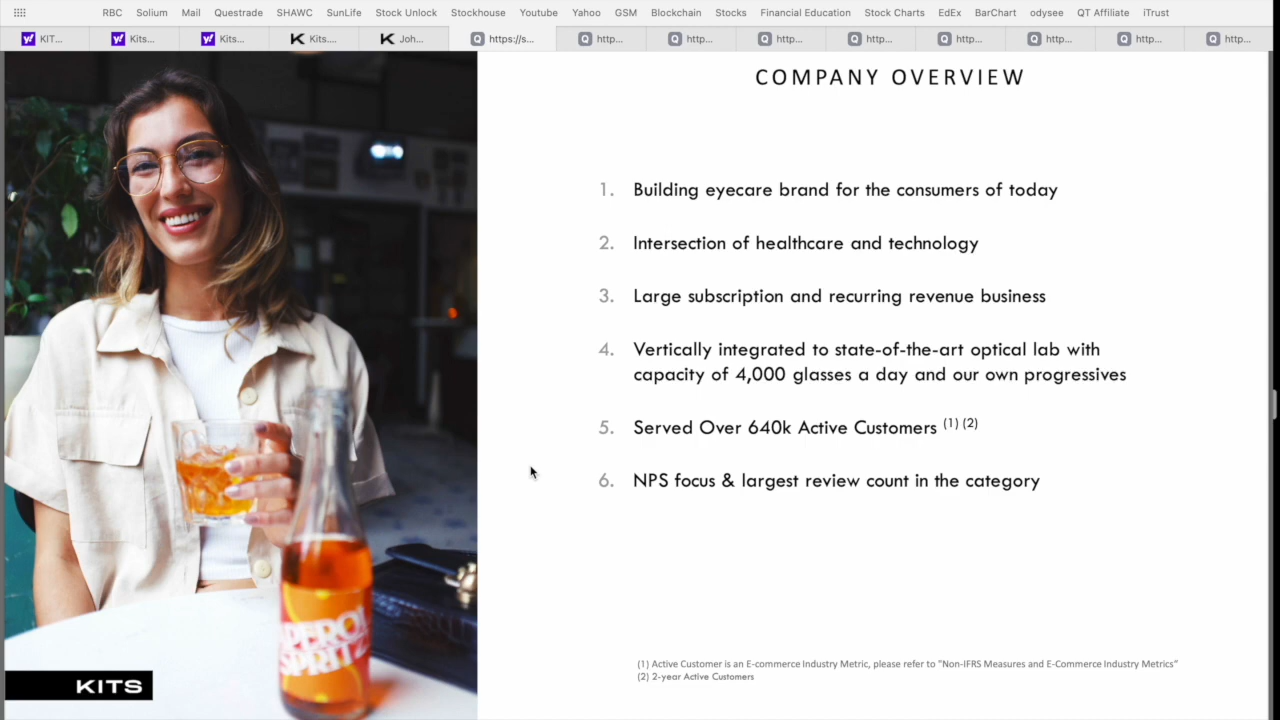 RBC Solium Mail Questrade SHAWC SunLife Stock Unlock Stockhouse Youtube Yahoo GSM Blockchain Stocks Financial Education Stock Charts EdEx BarChart odysee QT Affiliate iTrust
KIT... Kits... Kits... Kits.... Joh... https://s... http... http... http... http... http... http... http... http...
COMPANY OVERVIEW
1. Building eyecare brand for the consumers of today
2. Intersection of healthcare and technology
3. Large subscription and recurring revenue business
4. Vertically integrated to state-of-the-art optical lab with
capacity of 4,000 glasses a day and our own progressives
5. Served Over 640k Active Customers (1) (2)
6. NPS focus & largest review count in the category
APEROL
SPRITZ
KITS
(1) Active Customer is an E-commerce Industry Metric, please refer to "Non-IFRS Measures and E-Commerce Industry Metrics"
(2) 2-year Active Customers